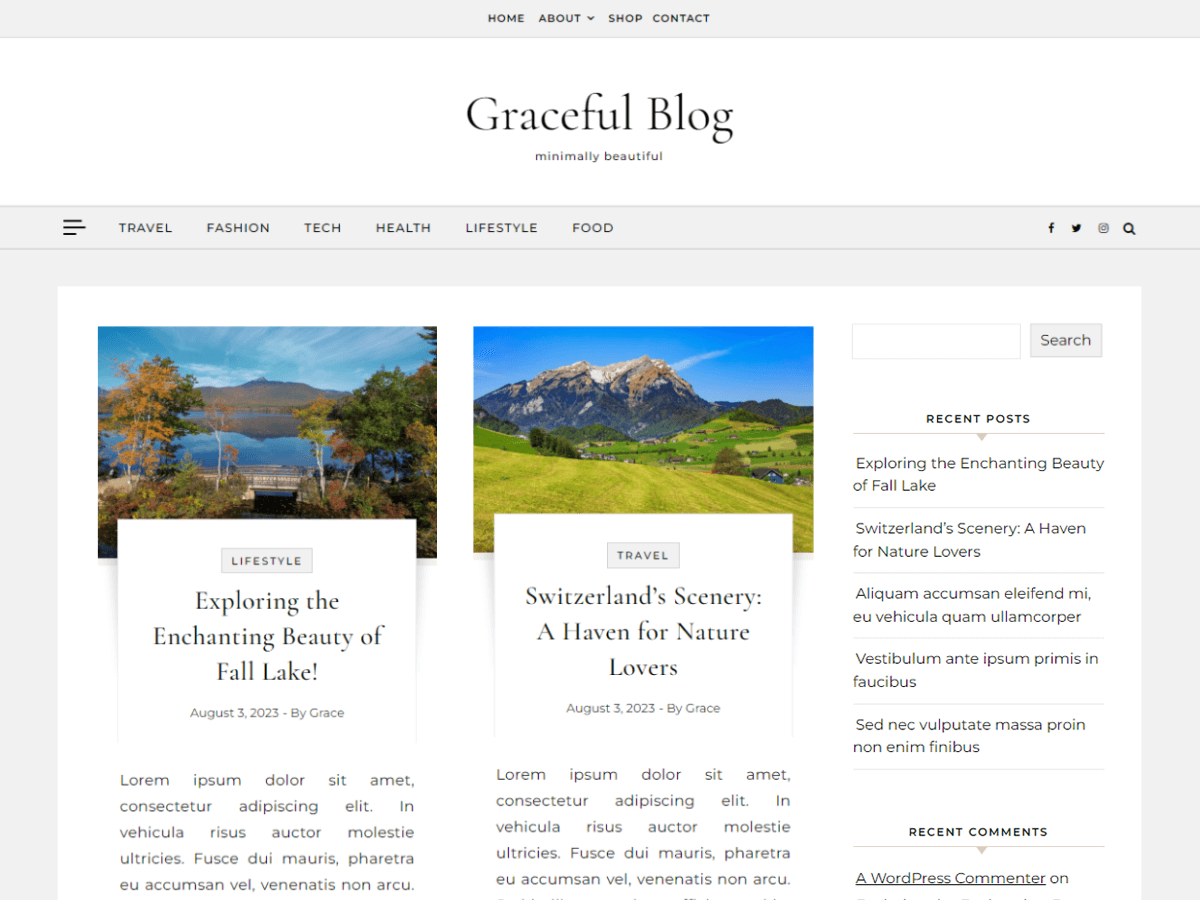 HOME ABOUT SHOP CONTACT
Graceful Blog
minimally beautiful
TRAVEL FASHION TECH HEALTH LIFESTYLE FOOD
LIFESTYLE
Exploring the
Enchanting Beauty of
Fall Lake!
August 3, 2023 - By Grace
Lorem ipsum dolor sit amet,
consectetur adipiscing elit. In
vehicula risus auctor molestie
ultricies. Fusce dui mauris, pharetra
eu accumsan vel, venenatis non arcu.
TRAVEL
Switzerland’s Scenery:
A Haven for Nature
Lovers
August 3, 2023 - By Grace
Lorem ipsum dolor sit amet,
consectetur adipiscing elit. In
vehicula risus auctor molestie
ultricies. Fusce dui mauris, pharetra
eu accumsan vel, venenatis non arcu.
Search
RECENT POSTS
Exploring the Enchanting Beauty
of Fall Lake
Switzerland’s Scenery: A Haven
for Nature Lovers
Aliquam accumsan eleifend mi,
eu vehicula quam ullamcorper
Vestibulum ante ipsum primis in
faucibus
Sed nec vulputate massa proin
non enim finibus
RECENT COMMENTS
A WordPress Commenter on